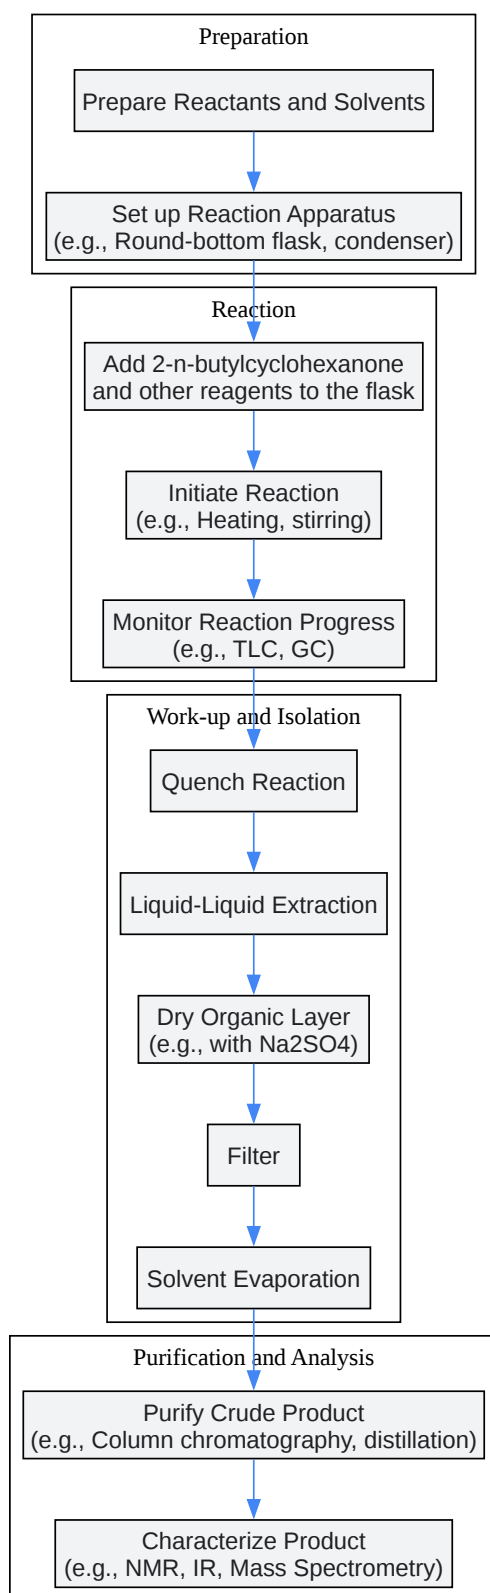 Preparation
Prepare Reactants and Solvents
Set up Reaction Apparatus
(e.g., Round-bottom flask, condenser)
Reaction
Add 2-n-butylcyclohexanone
and other reagents to the flask
Initiate Reaction
(e.g., Heating, stirring)
Monitor Reaction Progress
(e.g., TLC, GC)
Work-up and Isolation
Quench Reaction
Liquid-Liquid Extraction
Dry Organic Layer
(e.g., with Na2SO4)
Filter
Solvent Evaporation
Purification and Analysis
Purify Crude Product
(e.g., Column chromatography, distillation)
Characterize Product
(e.g., NMR, IR, Mass Spectrometry)